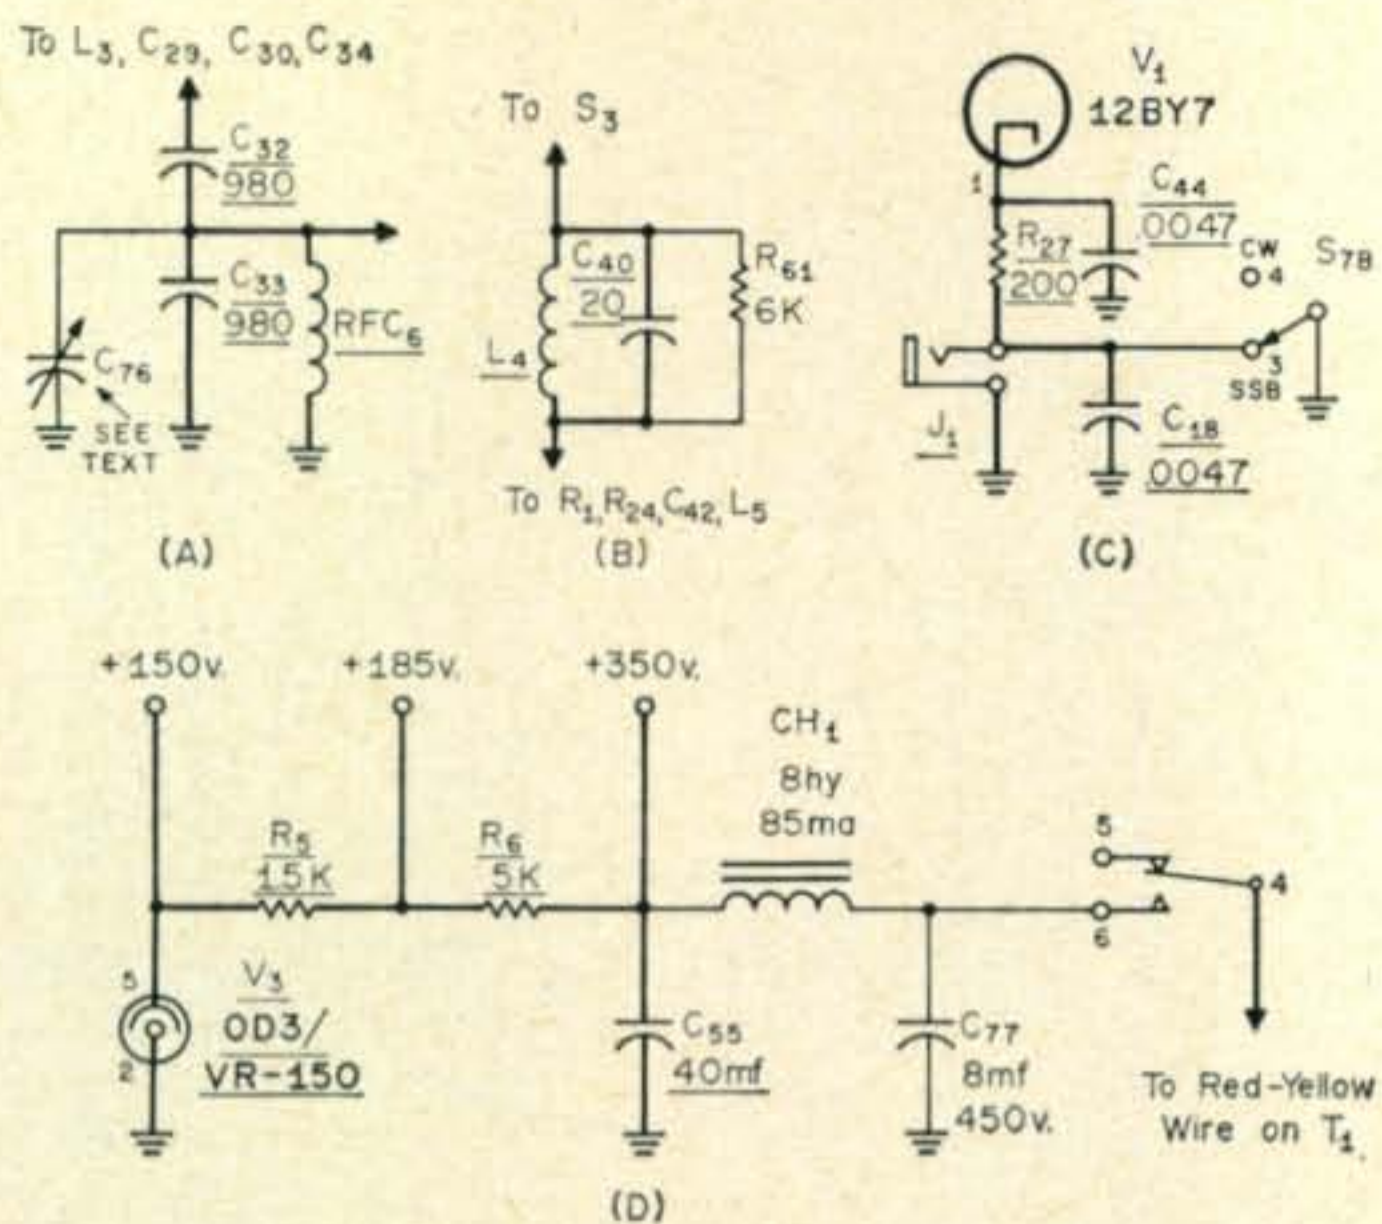 To L3, C29, C30, C34
C32
980
C33
980
RFC6
C76
SEE
TEXT
(A)
To S3
C40
20
R61
6K
L4
To R1, R24, C42, L5
(B)
V1
12BY7
1
C44
.0047
R27
200
CW
4
S7B
3
SSB
J1
C18
.0047
(C)
+150v.
+185v.
+350v.
CH1
8hy
85ma
R5
1.5K
R6
5K
5
4
6
5
V3
OD3/
VR-150
2
C55
40mf
C77
8mf
450v.
To Red-Yellow
Wire on T1.
(D)